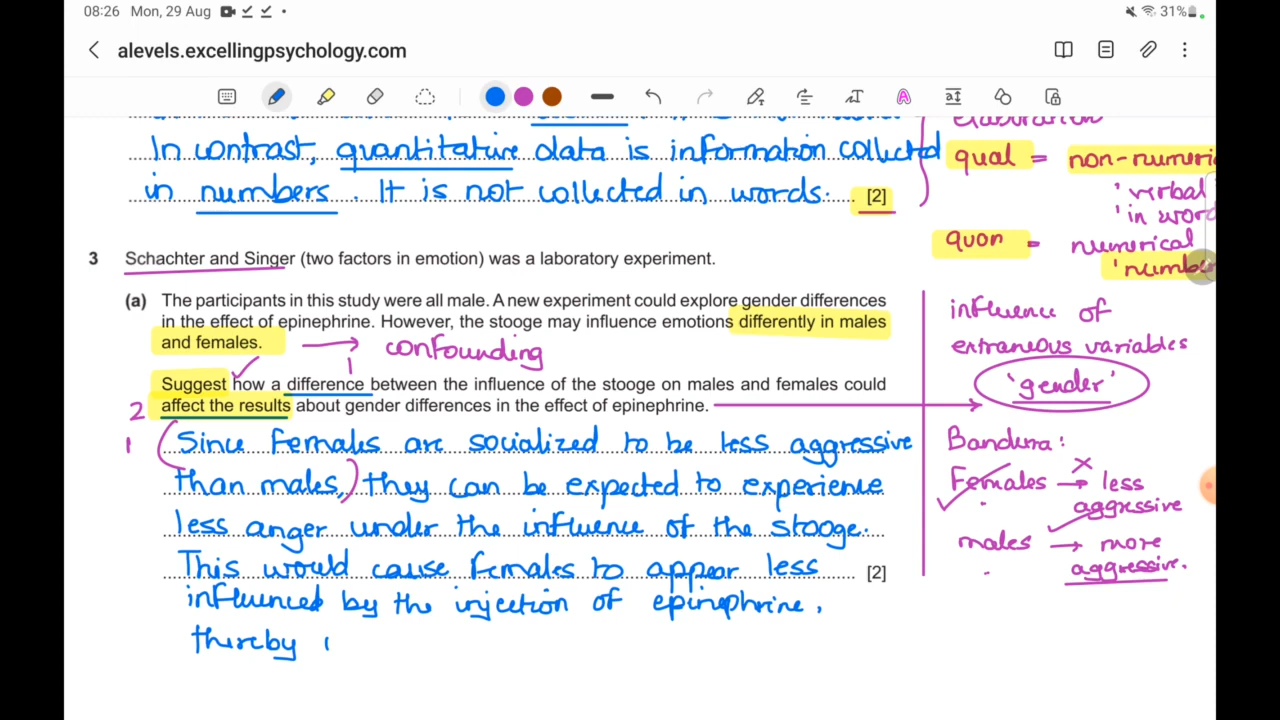 08:26 Mon, 29 Aug
31%
alevels.excellingpsychology.com
elaboration
In contrast, quantitative data is information collected
in numbers. It is not collected in words. [2]
qual = non-numeri
'verbal
'in word
quan = numerical
'number
3 Schachter and Singer (two factors in emotion) was a laboratory experiment.
(a) The participants in this study were all male. A new experiment could explore gender differences
in the effect of epinephrine. However, the stooge may influence emotions differently in males
and females. → confounding
Suggest how a difference between the influence of the stooge on males and females could
affect the results about gender differences in the effect of epinephrine.
1
2
1
Since females are socialized to be less aggressive
than males, they can be expected to experience
less anger under the influence of the stooge.
This would cause females to appear less [2]
influenced by the injection of epinephrine,
thereby
influence of
extraneous variables
'gender'
Bandura:
Females → less
aggressive
males → more
aggressive.